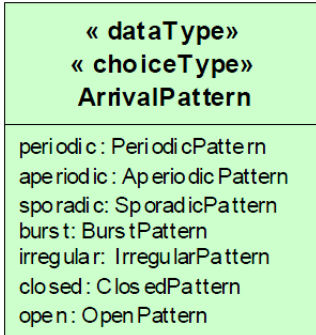 « dataType»
« choiceType»
ArrivalPattern
periodic: PeriodicPattern
aperiodic: AperiodicPattern
sporadic: SporadicPattern
burst: BurstPattern
irregular: IrregularPattern
closed: ClosedPattern
open: OpenPattern